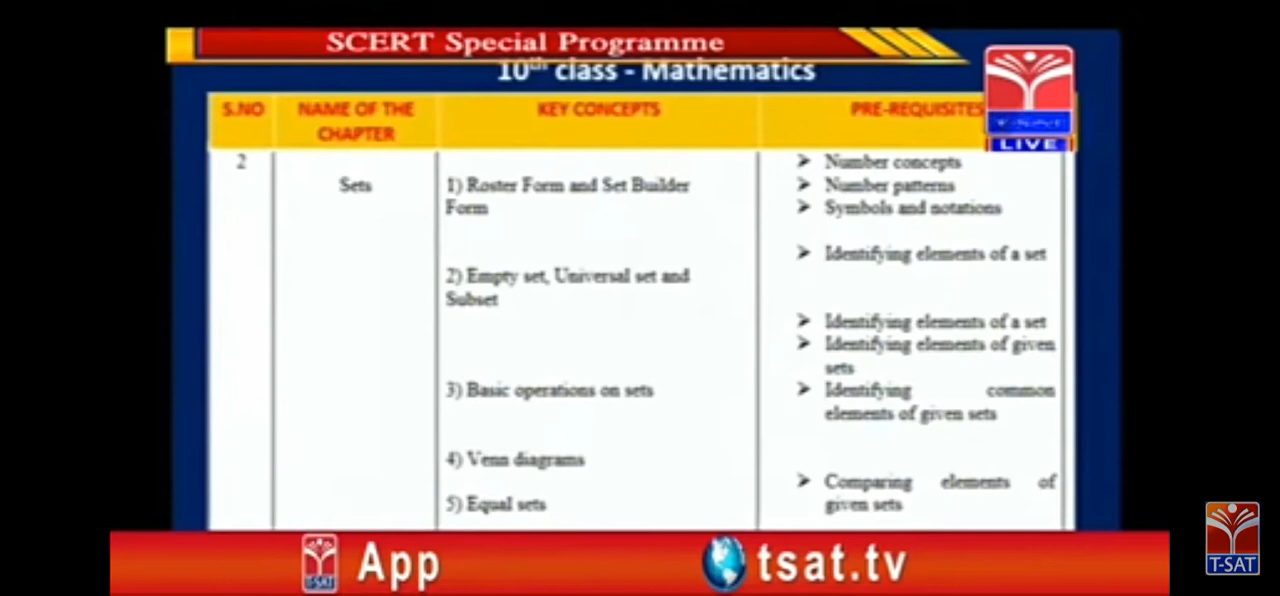 SCERT Special Programme
10th class - Mathematics
S.NO
NAME OF THE
CHAPTER
KEY CONCEPTS
PRE-REQUISITES
T-SAT
LIVE
2
Sets
1) Roster Form and Set Builder
Form
2) Empty set, Universal set and
Subset
3) Basic operations on sets
4) Venn diagrams
5) Equal sets
➤ Number concepts
➤ Number patterns
➤ Symbols and notations
➤ Identifying elements of a set
➤ Identifying elements of a set
➤ Identifying elements of given
sets
➤ Identifying common
elements of given sets
➤ Comparing elements of
given sets
T-SAT
App
tsat.tv
T-SAT